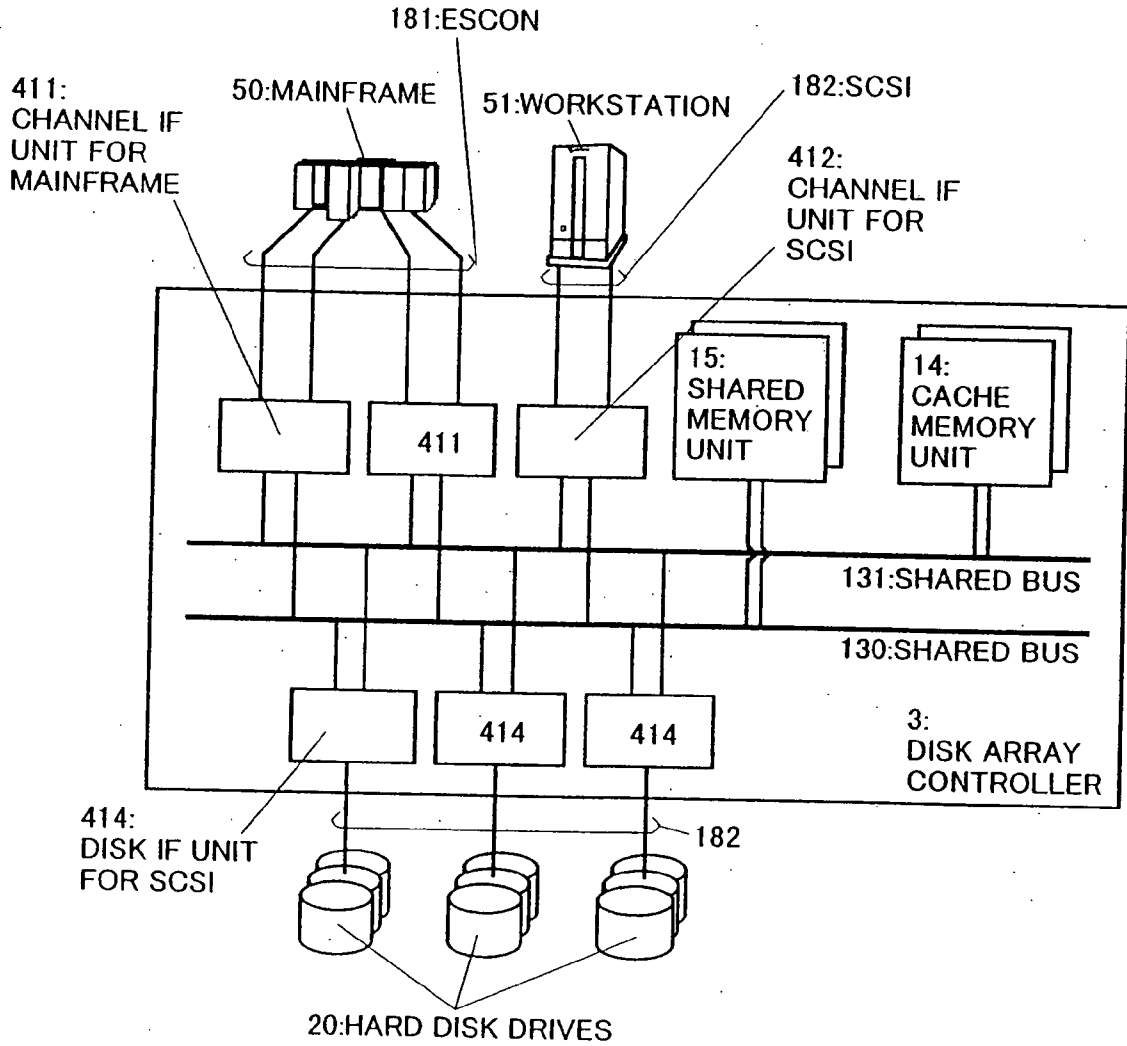 181:ESCON
411:
CHANNEL IF
UNIT FOR
MAINFRAME
50:MAINFRAME
51:WORKSTATION
182:SCSI
412:
CHANNEL IF
UNIT FOR
SCSI
15:
SHARED
MEMORY
UNIT
14:
CACHE
MEMORY
UNIT
411
131:SHARED BUS
130:SHARED BUS
414
414
3:
DISK ARRAY
CONTROLLER
414:
DISK IF UNIT
FOR SCSI
182
20:HARD DISK DRIVES